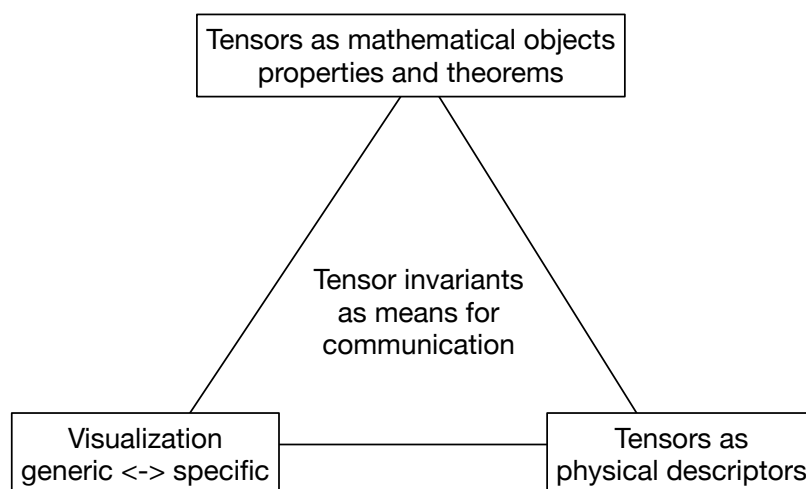 Tensors as mathematical objects
properties and theorems
Tensor invariants
as means for
communication
Visualization
generic <-> specific
Tensors as
physical descriptors